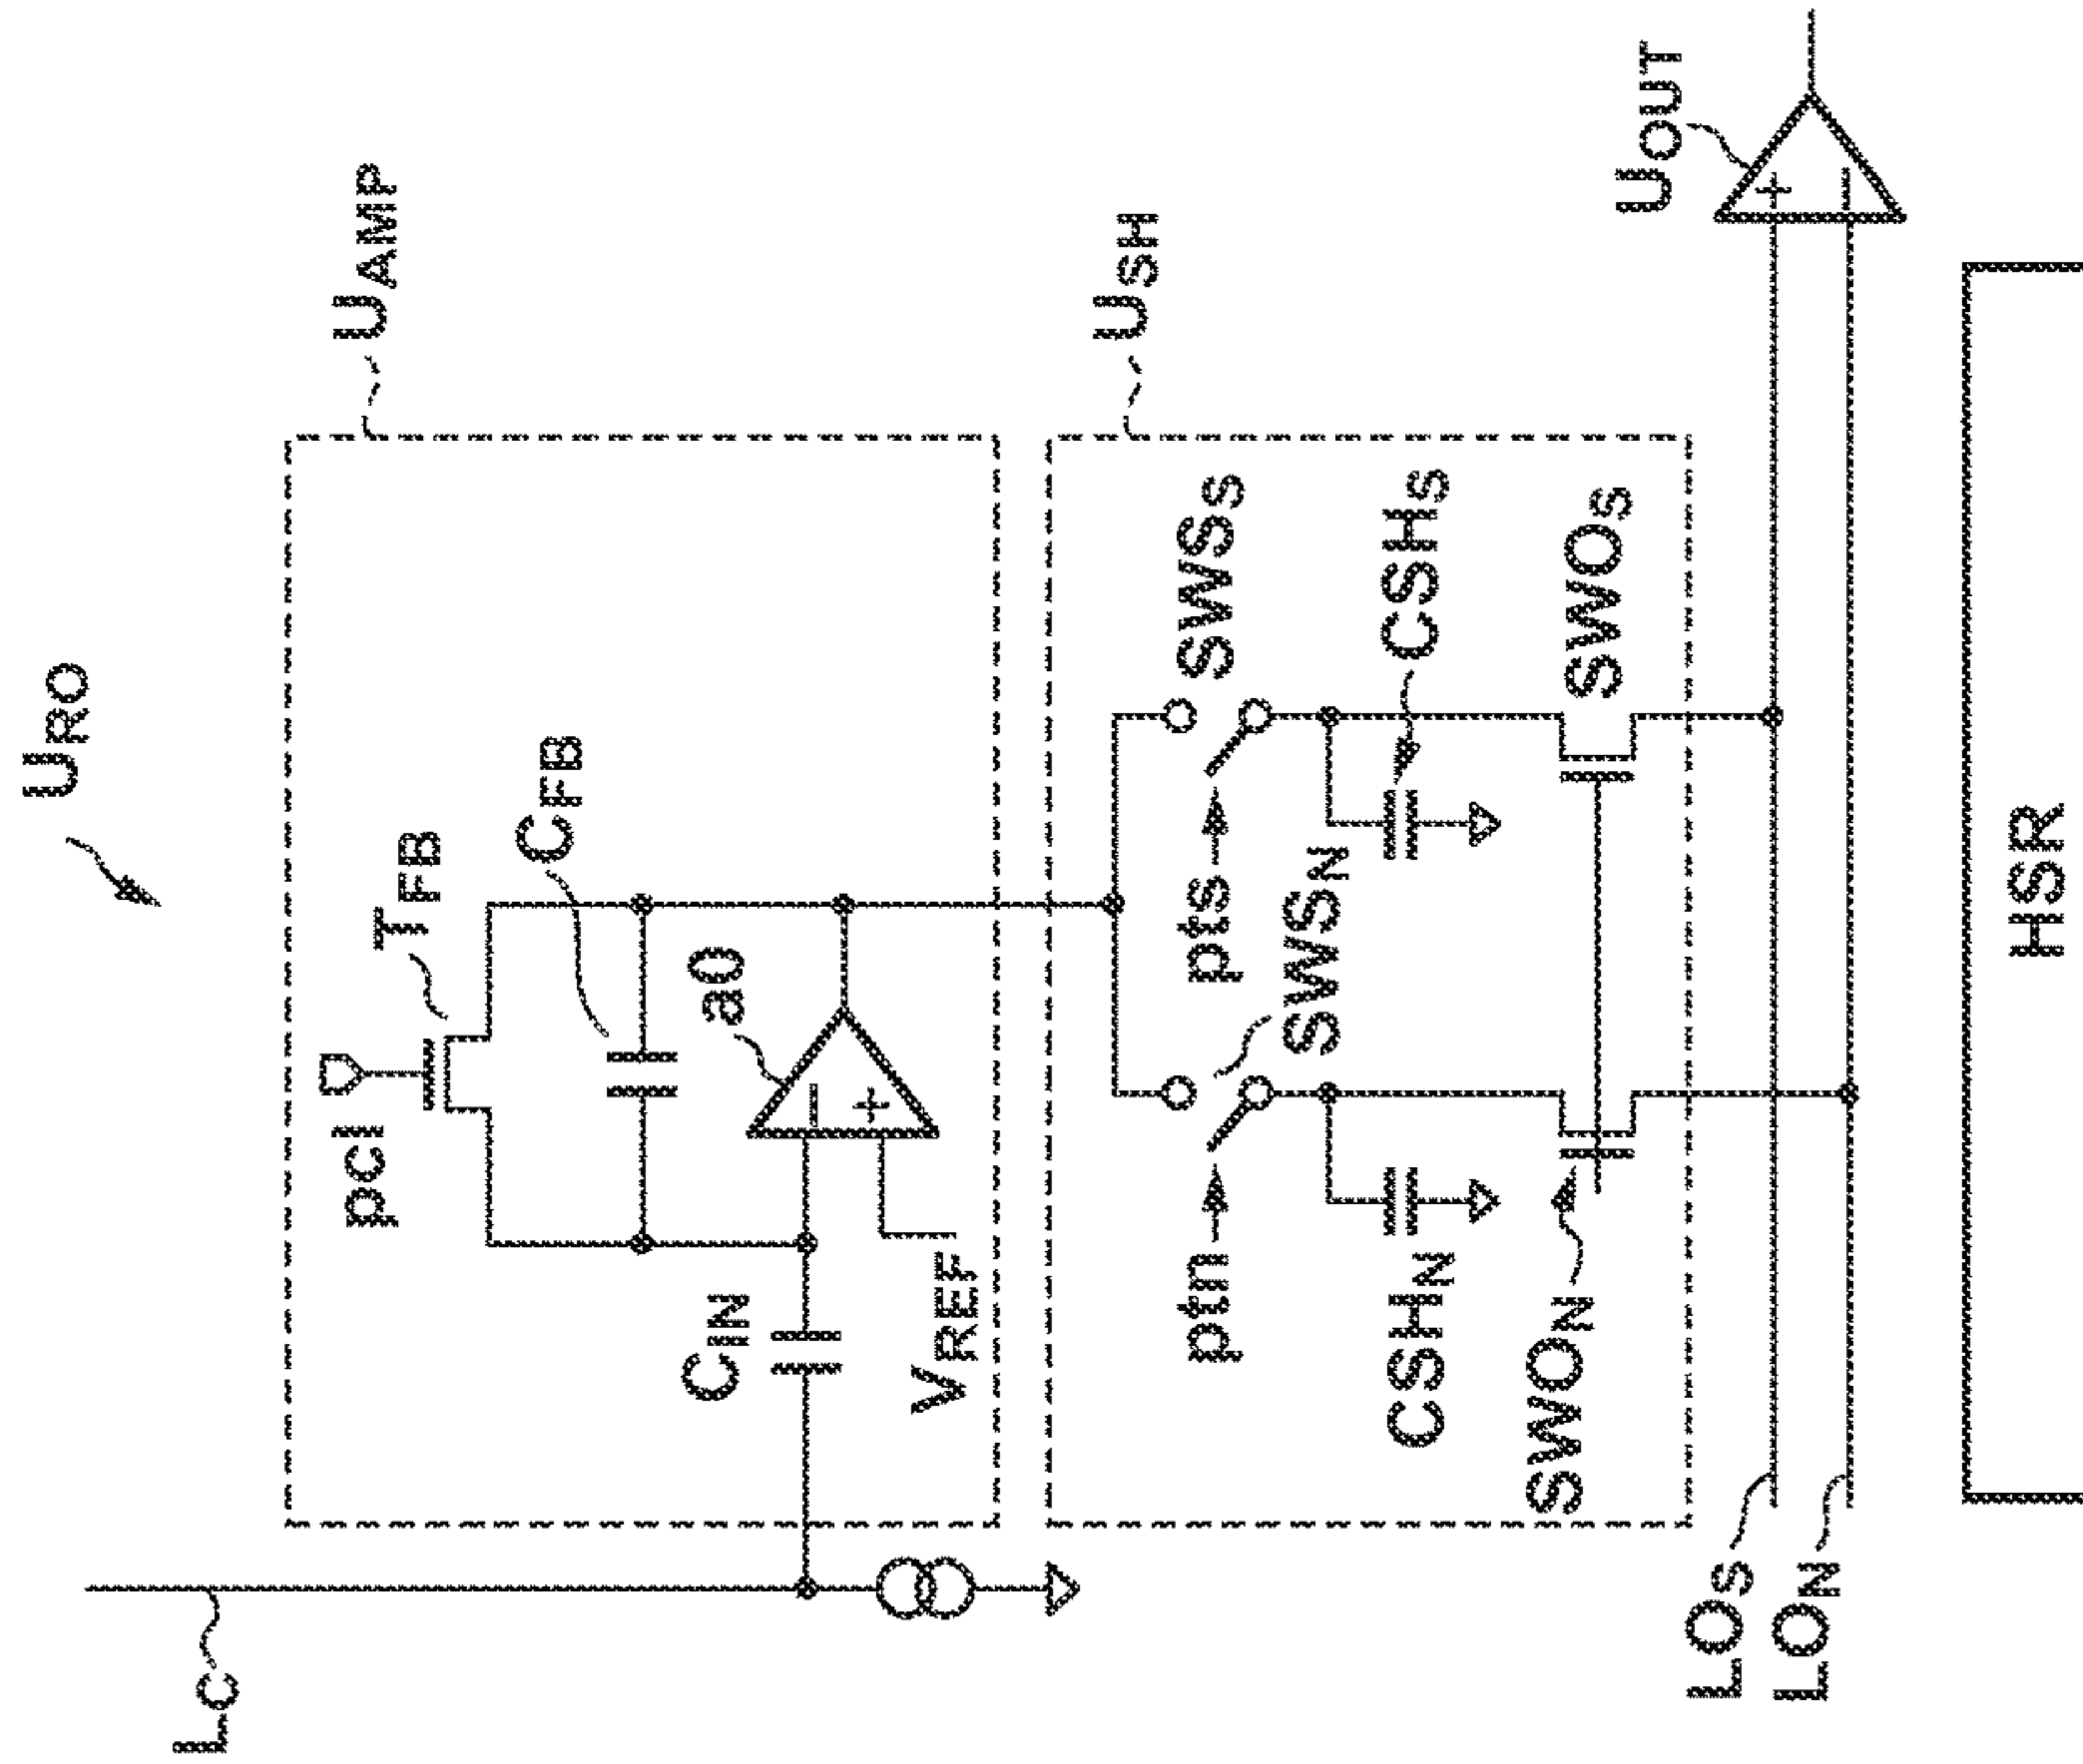 URO
LC
UAMP
pcl
TFB
CFB
a0
CIN
VREF
−
+
USH
ptn
pts
SWSN
SWSS
CSHN
CSHS
SWON
SWOS
LOS
LON
UOUT
+
−
HSR